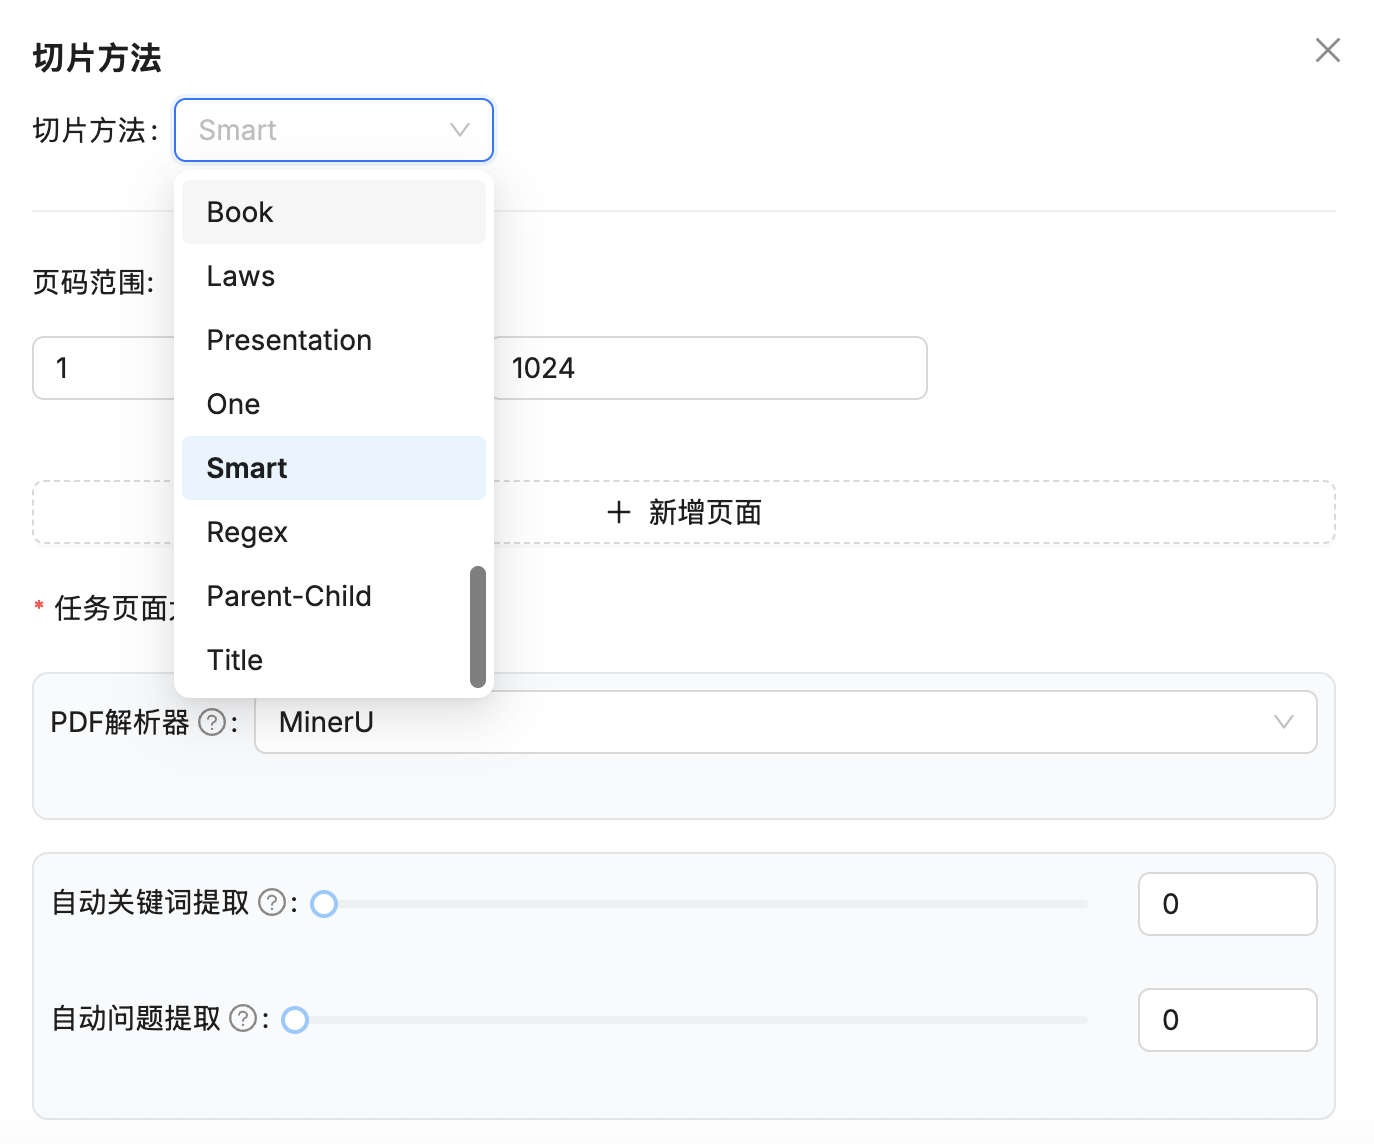 切片方法
切片方法：
Smart
Book
Laws
Presentation
One
Smart
Regex
Parent-Child
Title
页码范围:
1
1024
新增页面
* 任务页面
PDF解析器 ? :
MinerU
自动关键词提取 ? :
0
自动问题提取 ? :
0